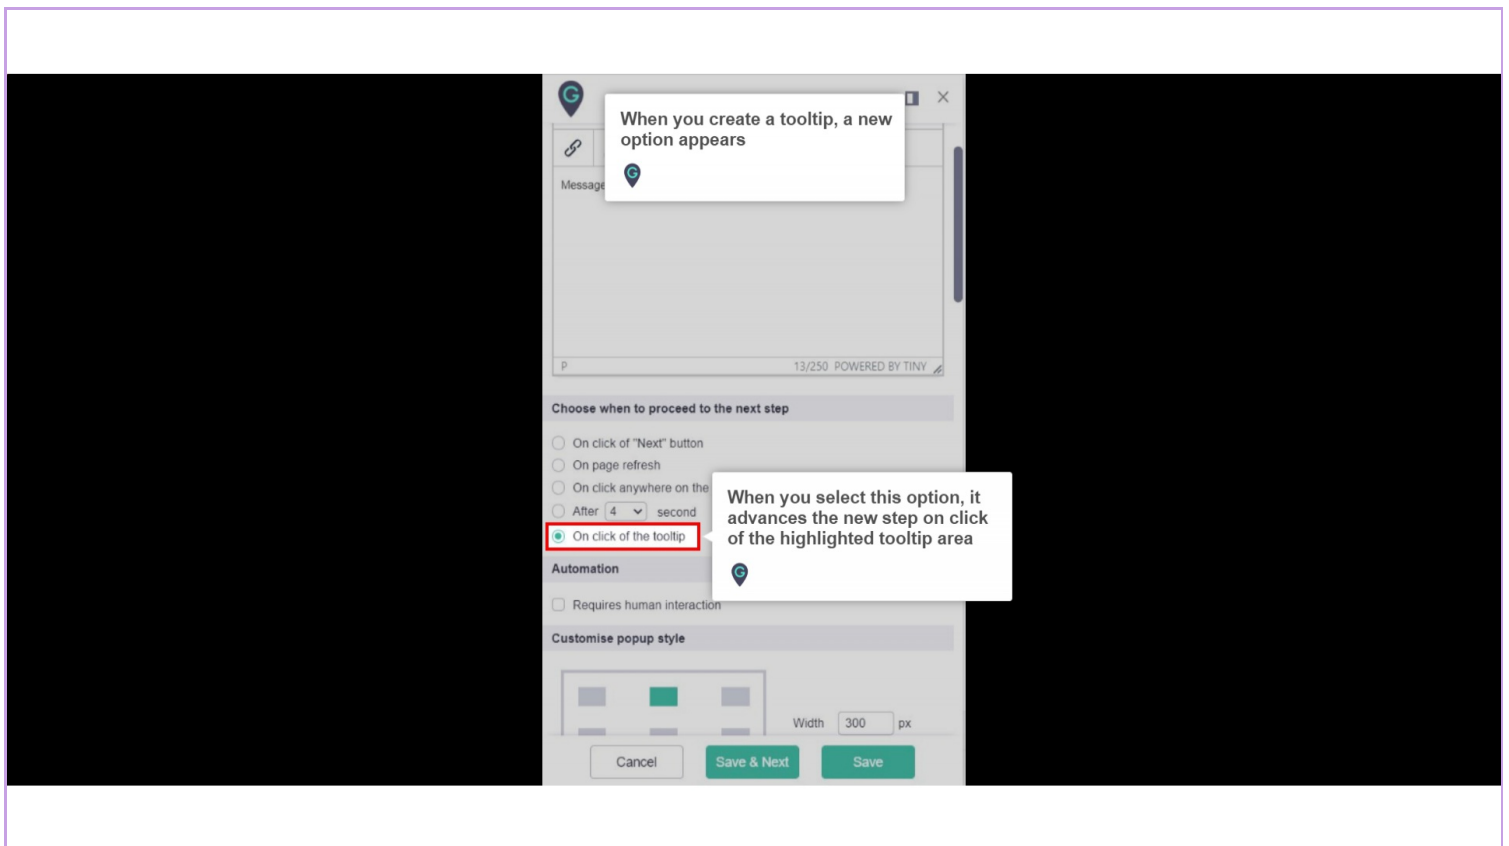 When you create a tooltip, a new
option appears
G
G
Message
P
13/250 POWERED BY TINY
Choose when to proceed to the next step
On click of "Next" button
On page refresh
On click anywhere on the
After 4 second
On click of the tooltip
When you select this option, it
advances the new step on click
of the highlighted tooltip area
G
Automation
Requires human interaction
Customise popup style
Width 300 px
Cancel
Save & Next
Save